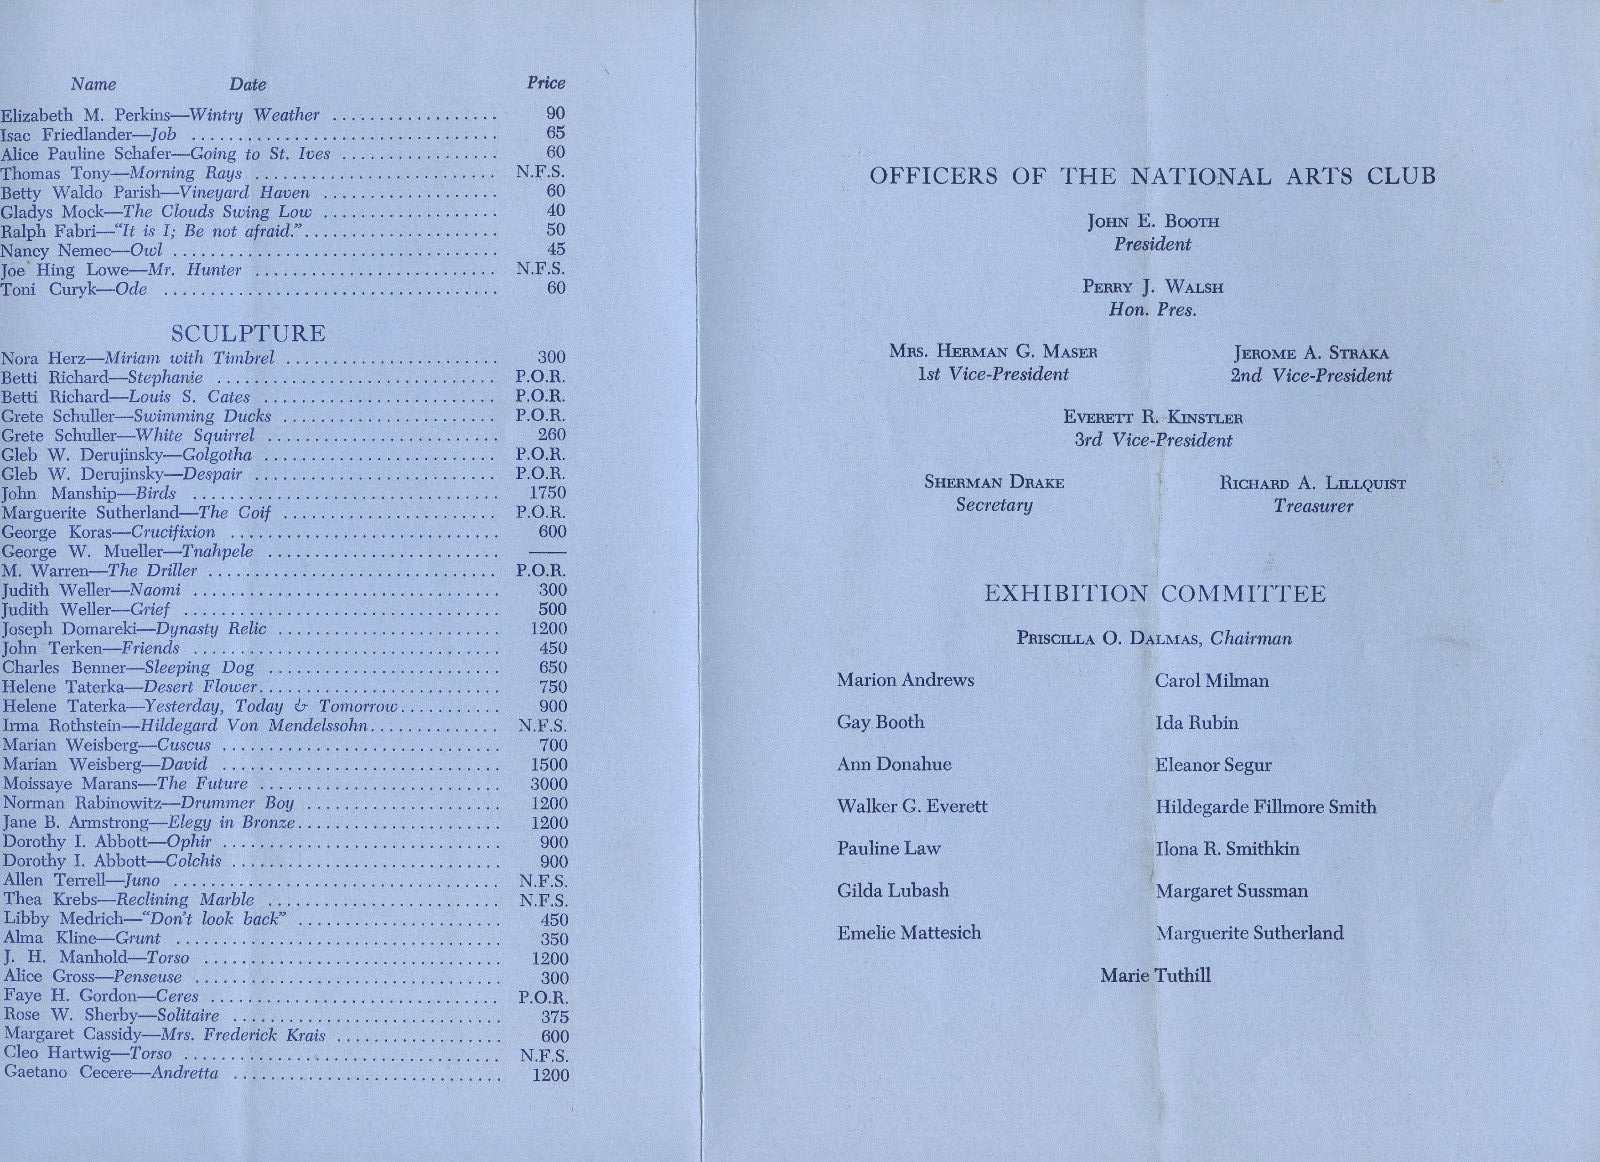 Name Date Price
Elizabeth M. Perkins—Wintry Weather .................. 90
Isac Friedlander—Job .................................. 65
Alice Pauline Schafer—Going to St. Ives ................. 60
Thomas Tony—Morning Rays .......................... N.F.S.
Betty Waldo Parish—Vineyard Haven ................... 60
Gladys Mock—The Clouds Swing Low ................... 40
Ralph Fabri—“It is I; Be not afraid.”..................... 50
Nancy Nemec—Owl .................................... 45
Joe Hing Lowe—Mr. Hunter .......................... N.F.S.
Toni Curyk—Ode .................................... 60
SCULPTURE
Nora Herz—Miriam with Timbrel ....................... 300
Betti Richard—Stephanie .............................. P.O.R.
Betti Richard—Louis S. Cates ......................... P.O.R.
Grete Schuller—Swimming Ducks ....................... P.O.R.
Grete Schuller—White Squirrel ......................... 260
Gleb W. Derujinsky—Golgotha ......................... P.O.R.
Gleb W. Derujinsky—Despair .......................... P.O.R.
John Manship—Birds ................................. 1750
Marguerite Sutherland—The Coif ....................... P.O.R.
George Koras—Crucifixion ............................. 600
George W. Mueller—Tnahpele ......................... ——
M. Warren—The Driller ............................... P.O.R.
Judith Weller—Naomi ................................. 300
Judith Weller—Grief .................................. 500
Joseph Domareki—Dynasty Relic ........................ 1200
John Terken—Friends ................................. 450
Charles Benner—Sleeping Dog .......................... 650
Helene Taterka—Desert Flower.......................... 750
Helene Taterka—Yesterday, Today & Tomorrow........... 900
Irma Rothstein—Hildegard Von Mendelssohn.............. N.F.S.
Marian Weisberg—Cuscus .............................. 700
Marian Weisberg—David .............................. 1500
Moissaye Marans—The Future .......................... 3000
Norman Rabinowitz—Drummer Boy ..................... 1200
Jane B. Armstrong—Elegy in Bronze...................... 1200
Dorothy I. Abbott—Ophir .............................. 900
Dorothy I. Abbott—Colchis ............................. 900
Allen Terrell—Juno ................................... N.F.S.
Thea Krebs—Reclining Marble ......................... N.F.S.
Libby Medrich—“Don’t look back” ...................... 450
Alma Kline—Grunt ................................... 350
J. H. Manhold—Torso ................................ 1200
Alice Gross—Penseuse ................................. 300
Faye H. Gordon—Ceres ............................... P.O.R.
Rose W. Sherby—Solitaire ............................. 375
Margaret Cassidy—Mrs. Frederick Krais .................. 600
Cleo Hartwig—Torso .................................. N.F.S.
Gaetano Cecere—Andretta ............................. 1200
OFFICERS OF THE NATIONAL ARTS CLUB
JOHN E. BOOTH
President
PERRY J. WALSH
Hon. Pres.
MRS. HERMAN G. MASER JEROME A. STRAKA
1st Vice-President 2nd Vice-President
EVERETT R. KINSTLER
3rd Vice-President
SHERMAN DRAKE RICHARD A. LILLQUIST
Secretary Treasurer
EXHIBITION COMMITTEE
PRISCILLA O. DALMAS, Chairman
Marion Andrews Carol Milman
Gay Booth Ida Rubin
Ann Donahue Eleanor Segur
Walker G. Everett Hildegarde Fillmore Smith
Pauline Law Ilona R. Smithkin
Gilda Lubash Margaret Sussman
Emelie Mattesich Marguerite Sutherland
Marie Tuthill